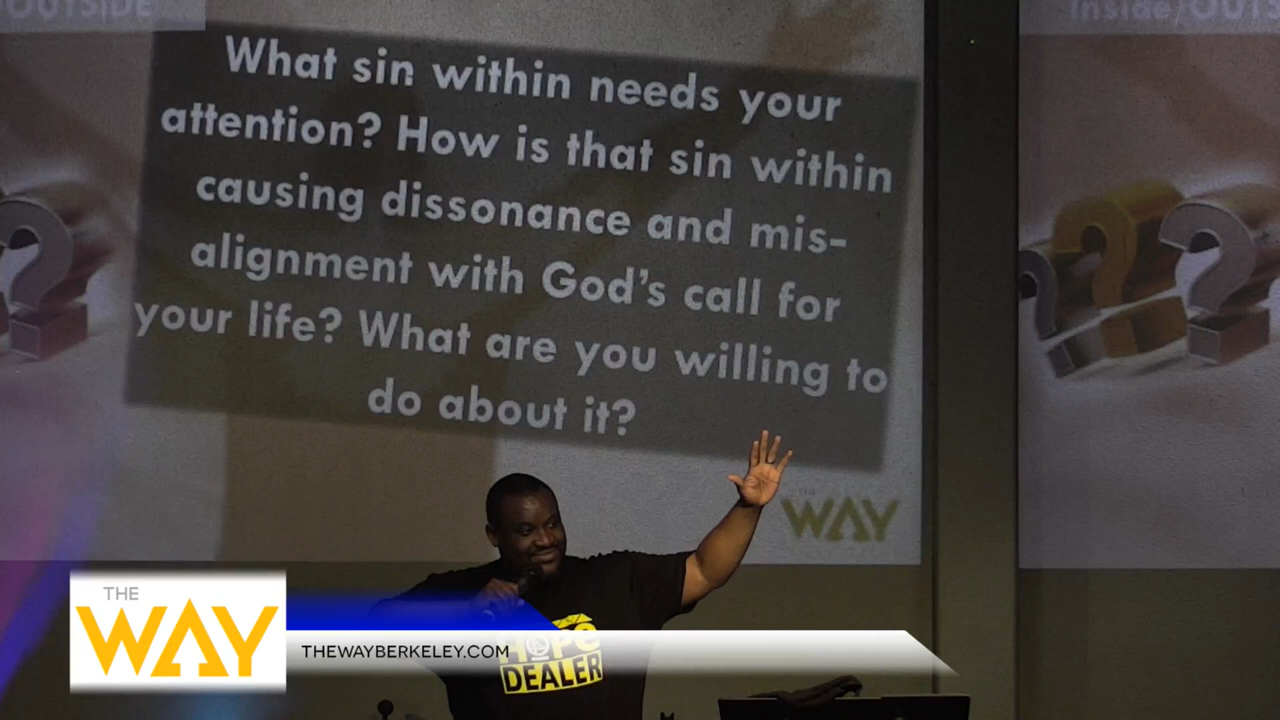 OUTSIDE
Inside/OUTS
What sin within needs your
attention? How is that sin within
causing dissonance and mis-
alignment with God's call for
your life? What are you willing to
do about it?
THE
WAY
THE
WAY
THEWAYBERKELEY.COM
HOPE
DEALER